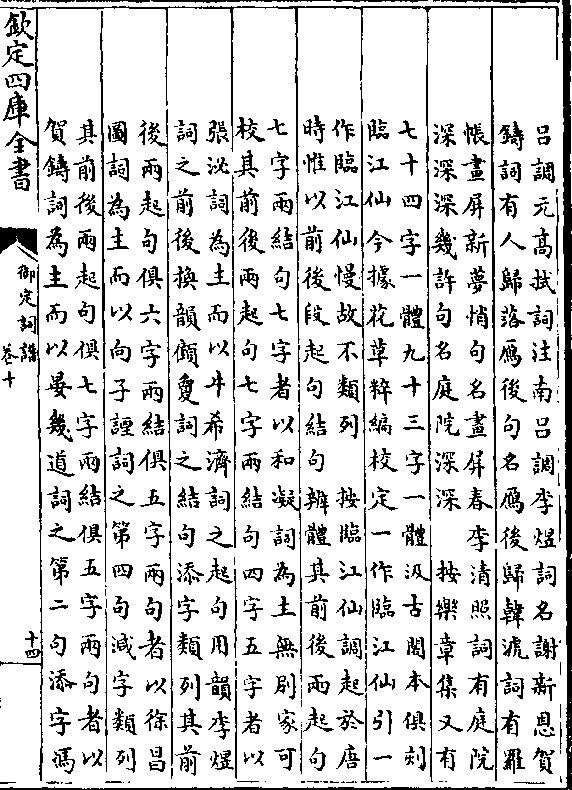 呂調元高拭詞注南呂調李煜詞名謝新恩賀
鑄詞有人歸落鴈後句名鴈後歸韓淲詞有羅
帳畫屏新夢悄句名畫屏春李清照詞有庭院
深深深幾許句名庭院深深　按樂章集又有
七十四字一體九十三字一體汲古閣本俱刻
臨江仙今據花草粹編校定一作臨江仙引一
作臨江仙慢故不類列　按臨江仙調起於唐
時惟以前後段起句結句辨體其前後兩起句
七字兩結句七字者以和凝詞為主無別家可
校其前後兩起句七字兩結句四字五字者以
張泌詞為主而以牛希濟詞之起句用韻李煜
詞之前後換韻顧敻詞之結句添字類列其前
後兩起句俱六字兩結俱五字兩句者以徐昌
圖詞為主而以向子諲詞之第四句減字類列
其前後兩起句俱七字兩結俱五字兩句者以
賀鑄詞為主而以晏幾道詞之第二句添字馮
欽定四庫全書
御定詞譜
卷十
十四